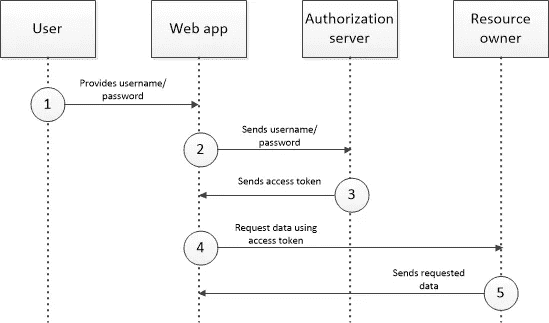 User
Web app
Authorization
server
Resource
owner
Provides username/
password
1
Sends username/
password
2
Sends access token
3
Request data using
access token
4
Sends requested
data
5